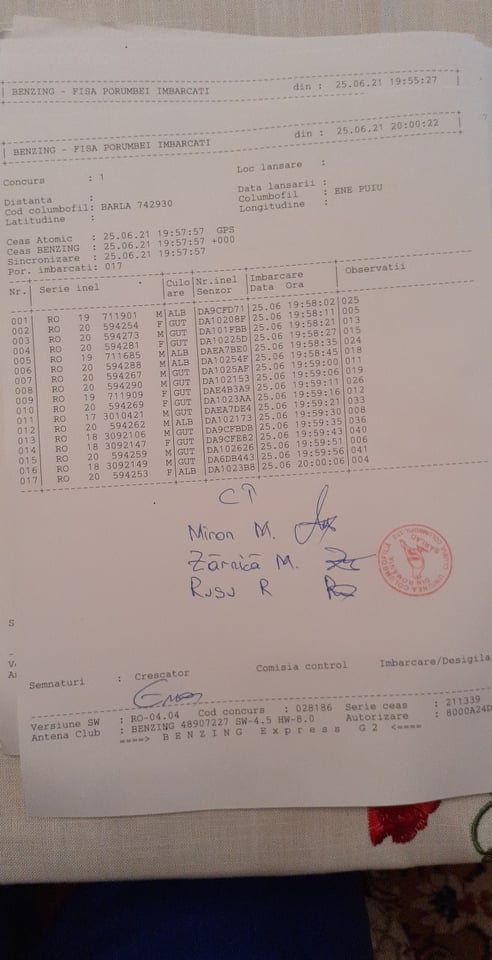 BENZING - FISA PORUMBEI IMBARCATI din : 25.06.21 19:55:27
BENZING - FISA PORUMBEI IMBARCATI din : 25.06.21 20:00:22
Concurs : 1 Loc lansare :
Distanta : Data lansarii :
Cod columbofil: BARLA 742930 Columbofil : ENE PUIU
Latitudine : Longitudine :
Ceas Atomic : 25.06.21 19:57:57 GPS
Ceas BENZING : 25.06.21 19:57:57 +000
Sincronizare : 25.06.21 19:57:57
Por. imbarcati: 017
Nr. Serie inel Culo Nr.inel Imbarcare Observatii
are Senzor Data Ora
001 RO 19 711901 M ALB DA9CFD71 25.06 19:58:02 025
002 RO 20 594254 F GUT DA10208F 25.06 19:58:11 005
003 RO 20 594273 M GUT DA101FBB 25.06 19:58:21 013
004 RO 20 594281 F GUT DA10225D 25.06 19:58:27 015
005 RO 19 711685 M ALB DAEA7BE0 25.06 19:58:35 024
006 RO 20 594288 M ALB DA10254F 25.06 19:58:45 018
007 RO 20 594267 M GUT DA1025AF 25.06 19:59:00 011
008 RO 20 594290 M GUT DA102153 25.06 19:59:06 019
009 RO 19 711909 F GUT DAE4B3A9 25.06 19:59:11 026
010 RO 20 594269 F GUT DA1023AA 25.06 19:59:16 012
011 RO 17 3010421 M GUT DAEA7DE4 25.06 19:59:21 033
012 RO 20 594262 M ALB DA102173 25.06 19:59:30 008
013 RO 18 3092106 M GUT DA9CFBDB 25.06 19:59:35 036
014 RO 18 3092147 F GUT DA9CFE82 25.06 19:59:43 040
015 RO 20 594259 M GUT DA102626 25.06 19:59:51 006
016 RO 18 3092149 M GUT DA6DB443 25.06 19:59:56 041
017 RO 20 594253 F ALB DA1023B8 25.06 20:00:06 004
Miron M.
Zărnică M.
Rusu R
Semnaturi : Crescator Comisia control Imbarcare/Desigila
Versiune SW : RO-04.04 Cod concurs : 028186 Serie ceas : 211339
Antena Club : BENZING 48907227 SW-4.5 HW-8.0 Autorizare : 8000A24D
====> B E N Z I N G E x p r e s s G 2 <====